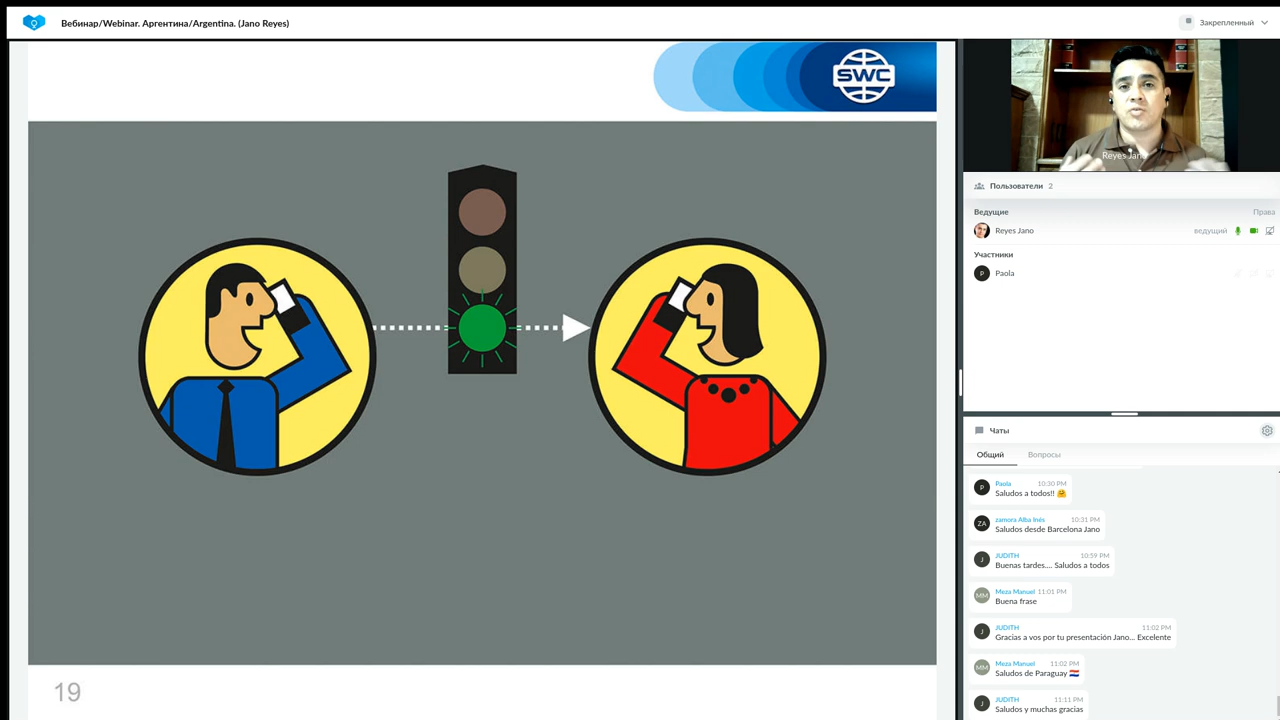 Вебинар/Webinar. Аргентина/Argentina. (Jano Reyes)
Закрепленный
SWC
Reyes Jano
Пользователи 2
Ведущие Права
Reyes Jano ведущий
Участники
P Paola
Чаты
Общий Вопросы
P Paola 10:30 PM
Saludos a todos!! 🤗
ZA zamora Alba Inés 10:31 PM
Saludos desde Barcelona Jano
J JUDITH 10:59 PM
Buenas tardes.... Saludos a todos
MM Meza Manuel 11:01 PM
Buena frase
J JUDITH 11:02 PM
Gracias a vos por tu presentación Jano... Excelente
MM Meza Manuel 11:02 PM
Saludos de Paraguay 🇵🇾
J JUDITH 11:11 PM
Saludos y muchas gracias
19